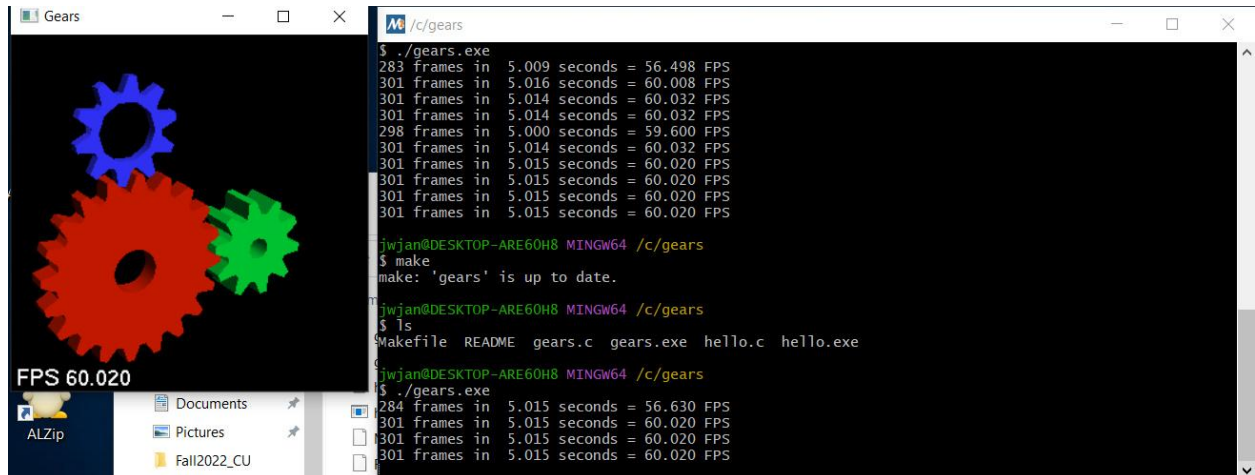 Gears
FPS 60.020
ALZip
Documents
Pictures
Fall2022_CU
/c/gears
$ ./gears.exe
283 frames in  5.009 seconds = 56.498 FPS
301 frames in  5.016 seconds = 60.008 FPS
301 frames in  5.014 seconds = 60.032 FPS
301 frames in  5.014 seconds = 60.032 FPS
298 frames in  5.000 seconds = 59.600 FPS
301 frames in  5.014 seconds = 60.032 FPS
301 frames in  5.015 seconds = 60.020 FPS
301 frames in  5.015 seconds = 60.020 FPS
301 frames in  5.015 seconds = 60.020 FPS
301 frames in  5.015 seconds = 60.020 FPS
jwjan@DESKTOP-ARE6OH8 MINGW64 /c/gears
$ make
make: 'gears' is up to date.
jwjan@DESKTOP-ARE6OH8 MINGW64 /c/gears
$ ls
Makefile  README  gears.c  gears.exe  hello.c  hello.exe
jwjan@DESKTOP-ARE6OH8 MINGW64 /c/gears
$ ./gears.exe
284 frames in  5.015 seconds = 56.630 FPS
301 frames in  5.015 seconds = 60.020 FPS
301 frames in  5.015 seconds = 60.020 FPS
301 frames in  5.015 seconds = 60.020 FPS